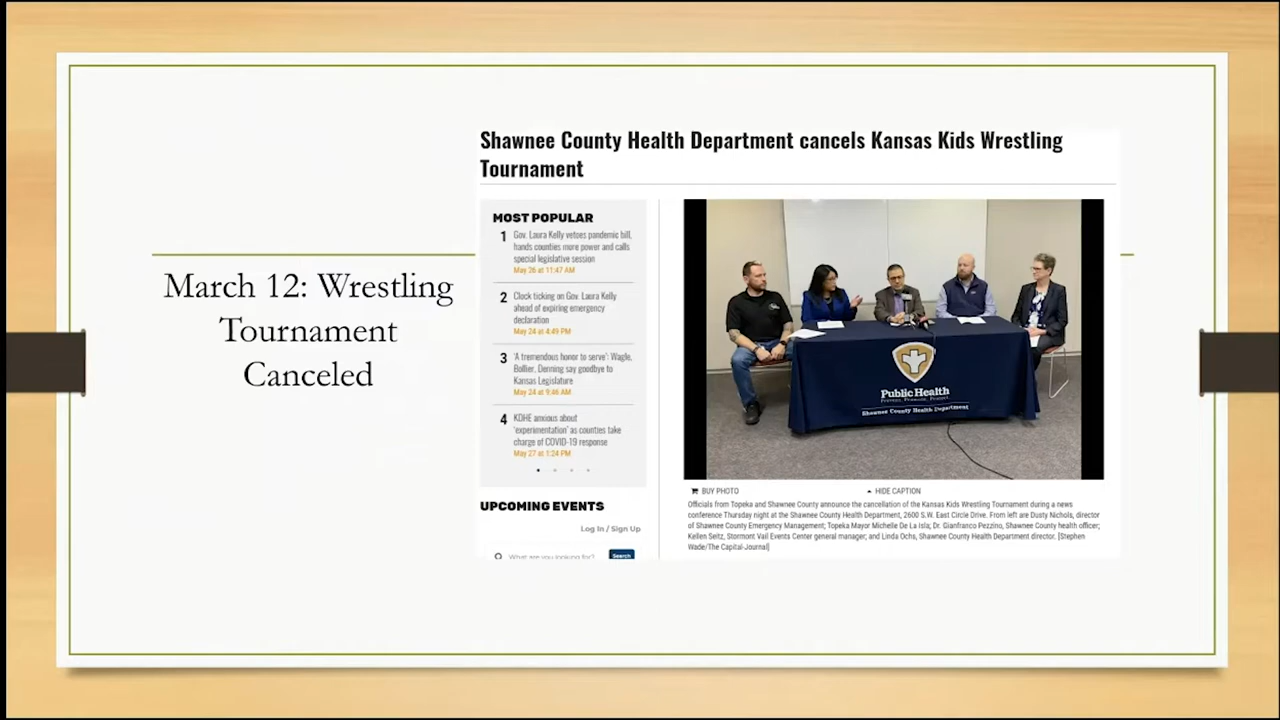 Shawnee County Health Department cancels Kansas Kids Wrestling
Tournament
March 12: Wrestling
Tournament
Canceled
MOST POPULAR
1 Gov. Laura Kelly vetoes pandemic bill,
hands counties more power and calls
special legislative session
May 26 at 11:47 AM
2 Clock ticking on Gov. Laura Kelly
ahead of expiring emergency
declaration
May 24 at 4:49 PM
3 'A tremendous honor to serve': Wagle,
Bollier, Denning say goodbye to
Kansas Legislature
May 24 at 9:46 AM
4 KDHE anxious about
'experimentation' as counties take
charge of COVID-19 response
May 27 at 1:24 PM
UPCOMING EVENTS
Log In / Sign Up
What are you looking for?
Search
Public Health
Prevent. Promote. Protect.
Shawnee County Health Department
BUY PHOTO
HIDE CAPTION
Officials from Topeka and Shawnee County announce the cancellation of the Kansas Kids Wrestling Tournament during a news
conference Thursday night at the Shawnee County Health Department, 2600 S.W. East Circle Drive. From left are Dusty Nichols, director
of Shawnee County Emergency Management; Topeka Mayor Michelle De La Isla; Dr. Gianfranco Pezzino, Shawnee County health officer;
Kellen Seitz, Stormont Vail Events Center general manager; and Linda Ochs, Shawnee County Health Department director. [Stephen
Wade/The Capital-Journal]